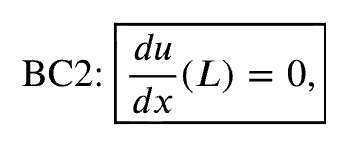 BC2: du/dx (L) = 0,